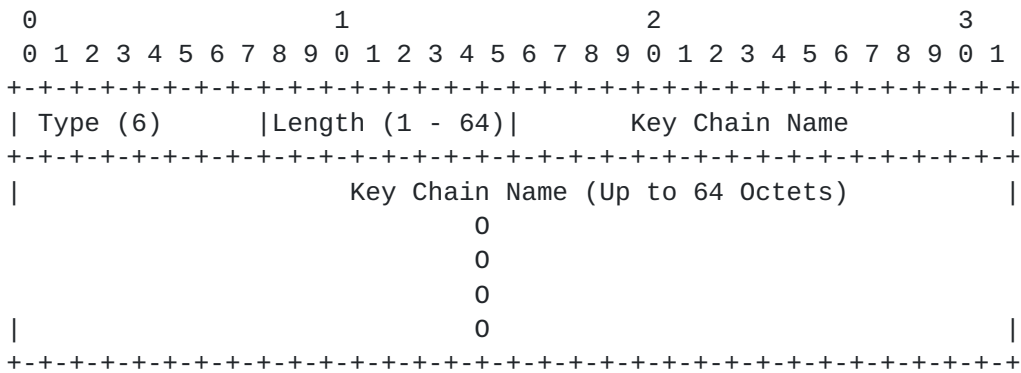 0                   1                   2                   3
 0 1 2 3 4 5 6 7 8 9 0 1 2 3 4 5 6 7 8 9 0 1 2 3 4 5 6 7 8 9 0 1
+-+-+-+-+-+-+-+-+-+-+-+-+-+-+-+-+-+-+-+-+-+-+-+-+-+-+-+-+-+-+-+-+
| Type (6)      |Length (1 - 64)|       Key Chain Name          |
+-+-+-+-+-+-+-+-+-+-+-+-+-+-+-+-+-+-+-+-+-+-+-+-+-+-+-+-+-+-+-+-+
|                     Key Chain Name (Up to 64 Octets)          |
                              O
                              O
                              O
|                             O                                 |
+-+-+-+-+-+-+-+-+-+-+-+-+-+-+-+-+-+-+-+-+-+-+-+-+-+-+-+-+-+-+-+-+